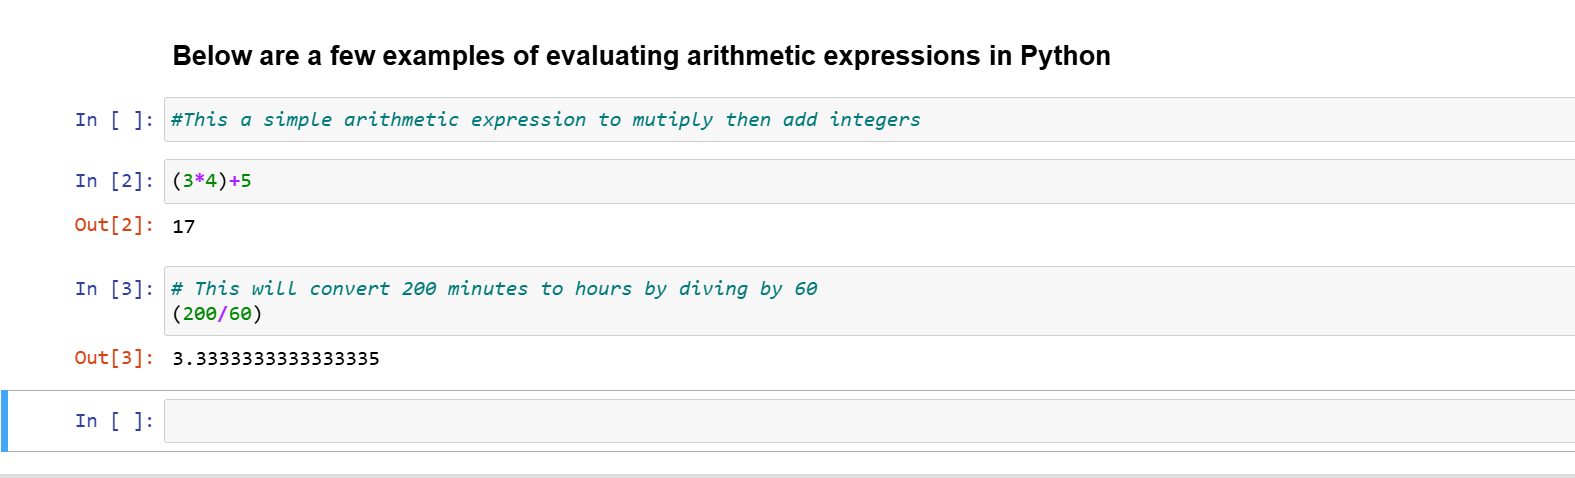 Below are a few examples of evaluating arithmetic expressions in Python
In [ ]: #This a simple arithmetic expression to mutiply then add integers
In [2]: (3*4)+5
Out[2]: 17
In [3]: # This will convert 200 minutes to hours by diving by 60
(200/60)
Out[3]: 3.3333333333333335
In [ ]: